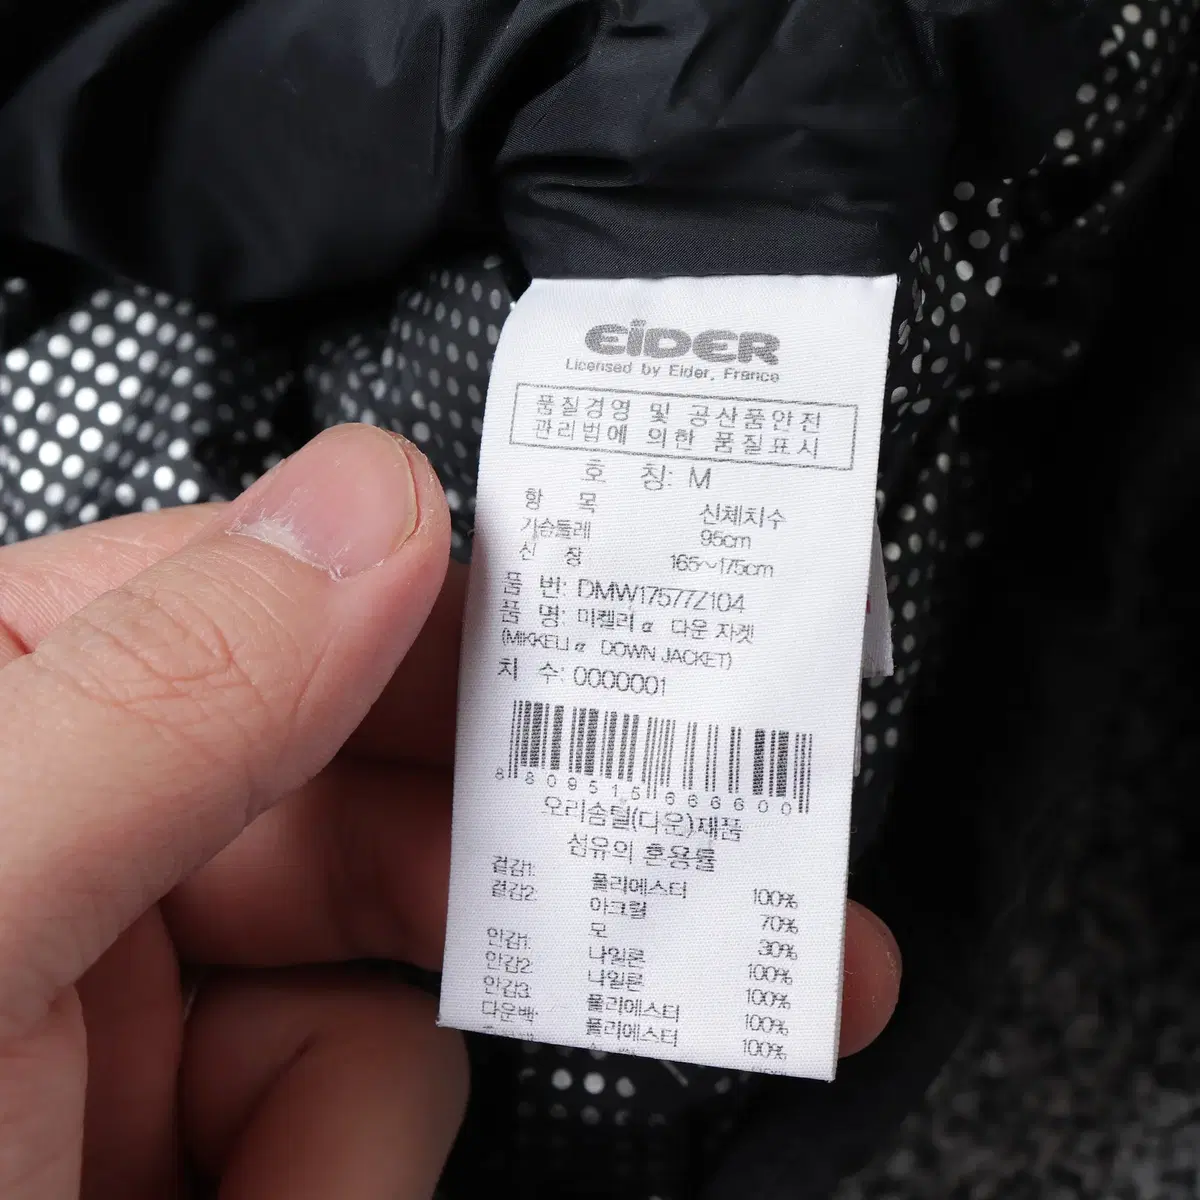 EiDER
Licensed by Eider, France
품질경영 및 공산품안전
관리법에 의한 품질표시
호 칭: M
항 목 신체치수
가슴둘레 95cm
신 장 165~175cm
품 번: DMW17577Z104
품 명: 미켈리 α 다운 자켓
(MIKKELI α DOWN JACKET)
치 수: 0000001
8 809515 666600
오리솜털(다운)제품
섬유의 혼용률
겉감1: 폴리에스터 100%
겉감2: 아크릴 70%
모 30%
안감1: 나일론 100%
안감2: 나일론 100%
안감3: 폴리에스터 100%
다운백: 폴리에스터 100%